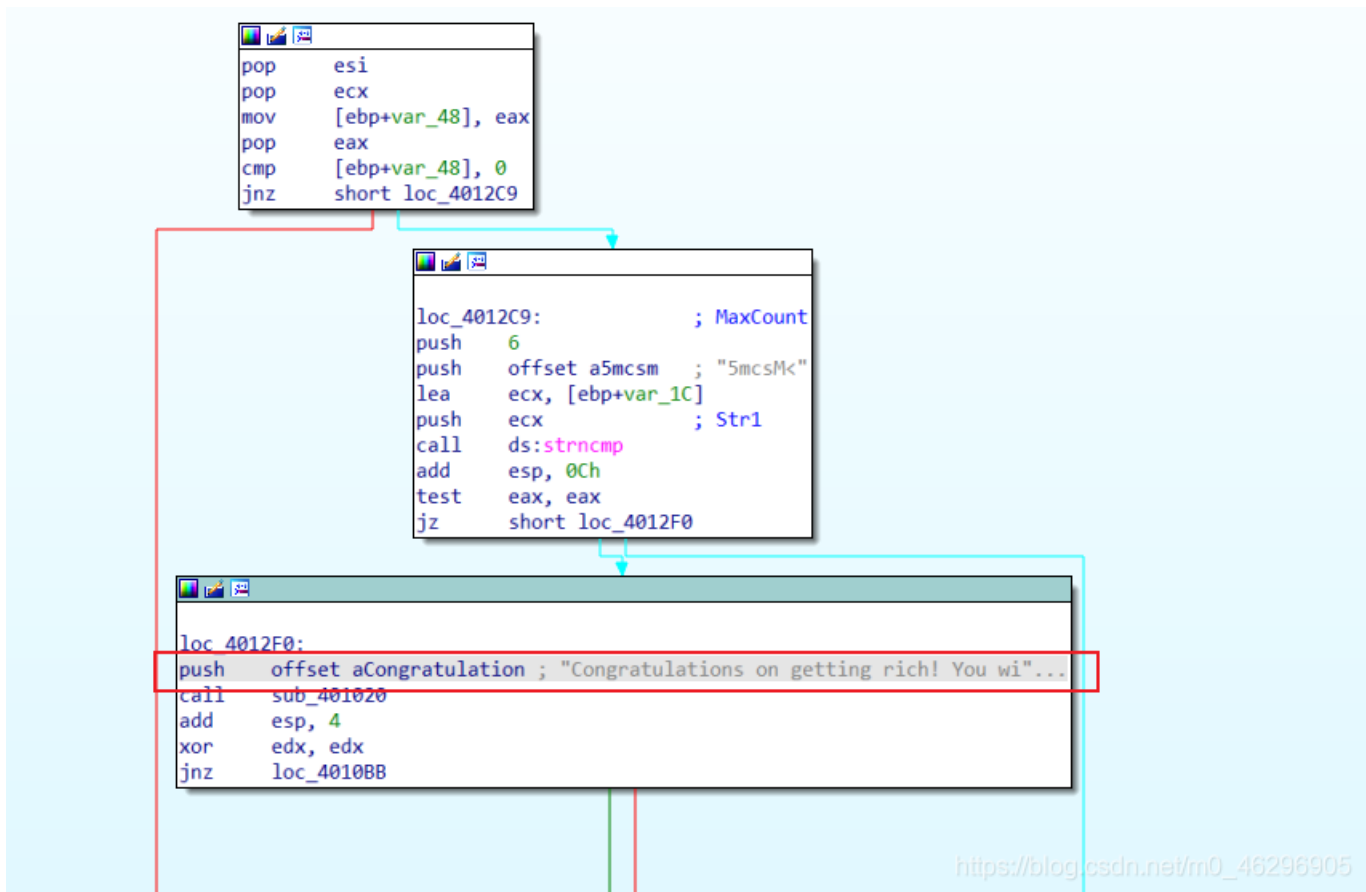 pop esi
pop ecx
mov [ebp+var_48], eax
pop eax
cmp [ebp+var_48], 0
jnz short loc_4012C9
loc_4012C9: ; MaxCount
push 6
push offset a5mcsm ; "5mcsM<"
lea ecx, [ebp+var_1C]
push ecx ; Str1
call ds:strncmp
add esp, 0Ch
test eax, eax
jz short loc_4012F0
loc_4012F0:
push offset aCongratulation ; "Congratulations on getting rich! You wi"...
call sub_401020
add esp, 4
xor edx, edx
jnz loc_4010BB
https://blog.csdn.net/m0_46296905